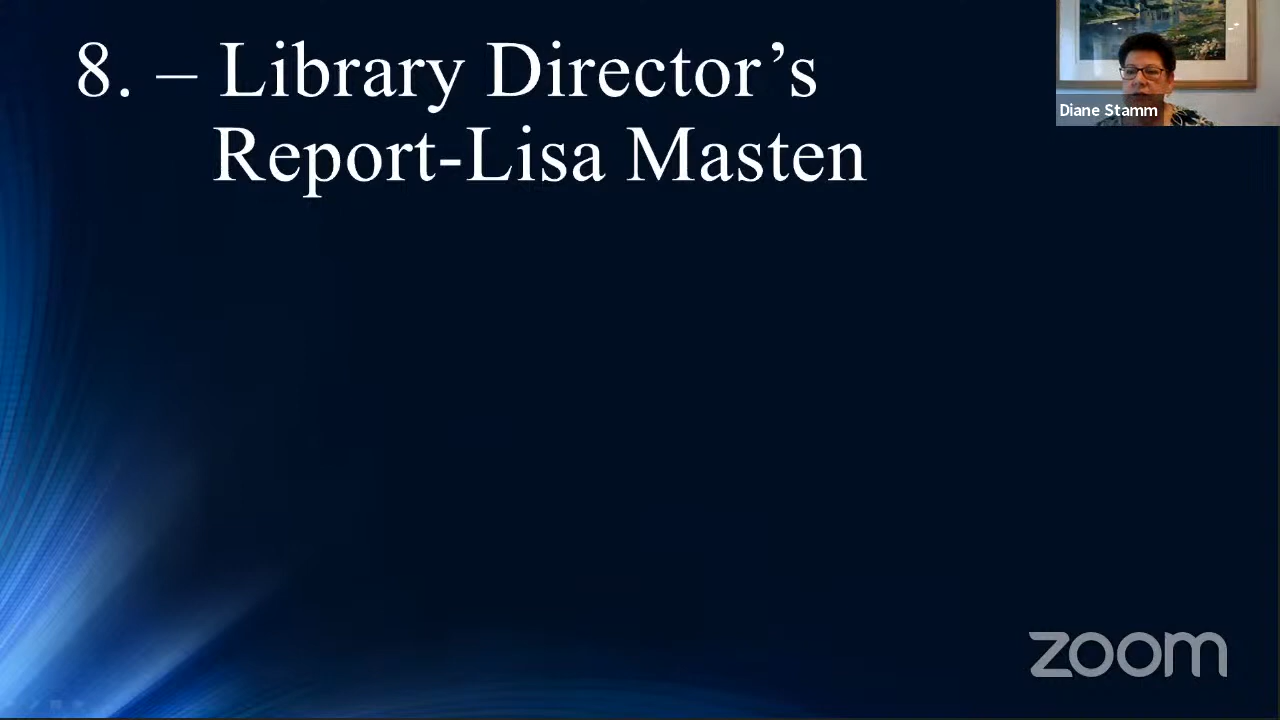 8. – Library Director’s
Report-Lisa Masten
Diane Stamm
zoom